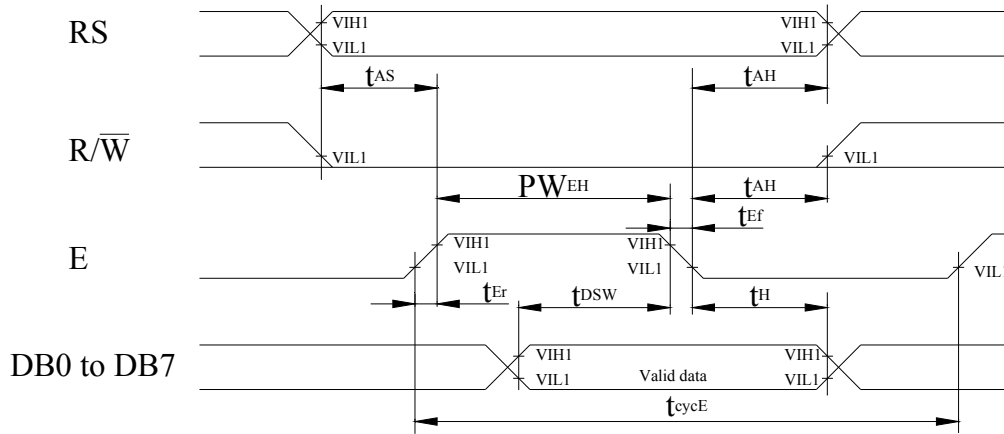 RS
VIH1
VIL1
VIH1
VIL1
tAS
tAH
R/W̅
VIL1
VIL1
PWEH
tAH
tEf
E
VIH1
VIL1
VIH1
VIL1
VIL1
tEr
tDSW
tH
DB0 to DB7
VIH1
VIL1
Valid data
VIH1
VIL1
tcycE